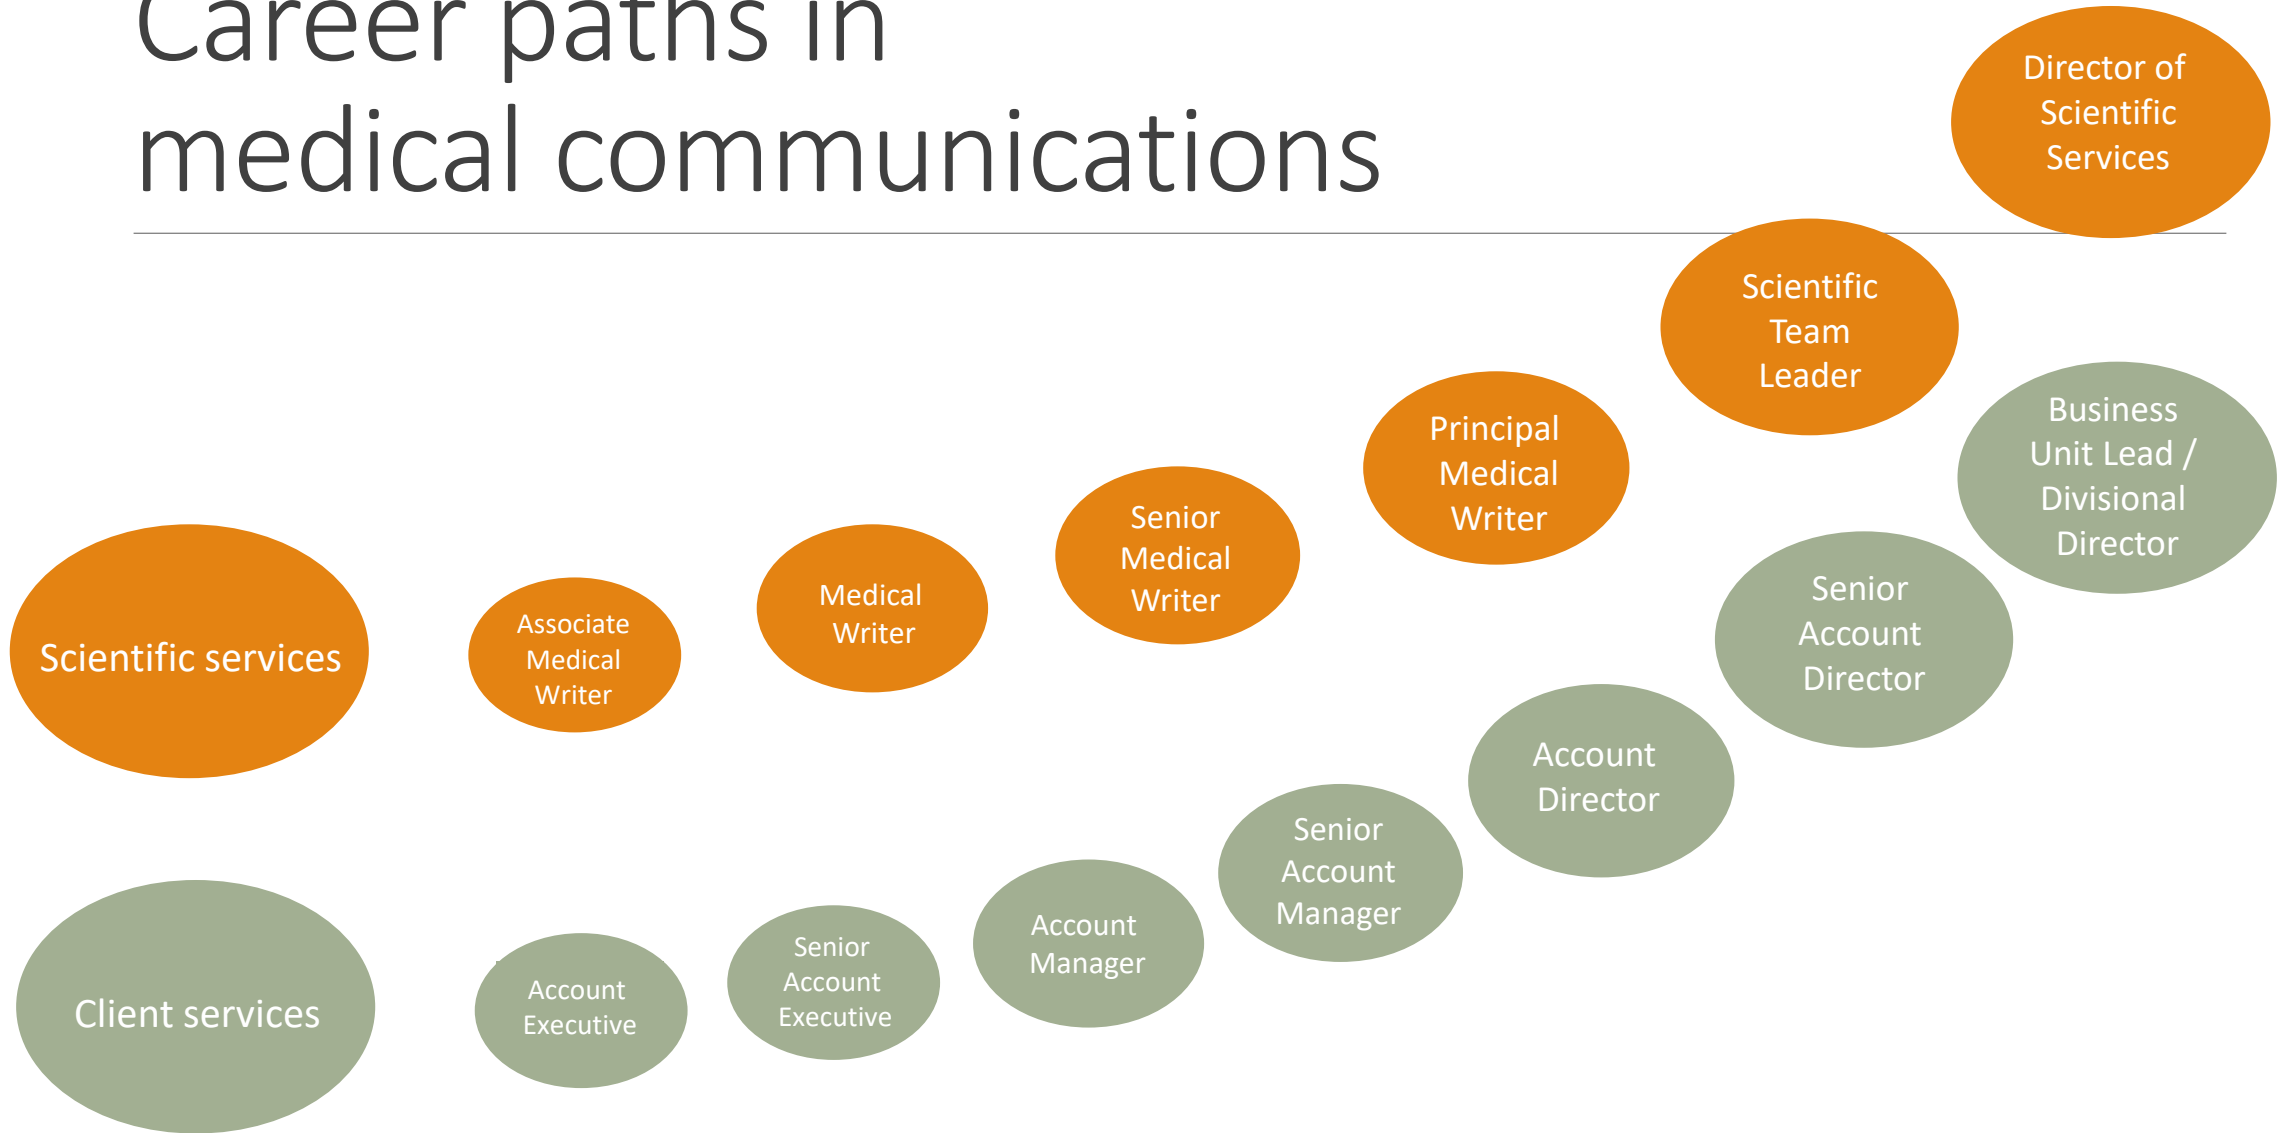 Career paths in
medical communications
Director of
Scientific
Services
Scientific
Team
Leader
Principal
Medical
Writer
Senior
Medical
Writer
Medical
Writer
Associate
Medical
Writer
Scientific services
Business
Unit Lead /
Divisional
Director
Senior
Account
Director
Account
Director
Senior
Account
Manager
Account
Manager
Senior
Account
Executive
Account
Executive
Client services